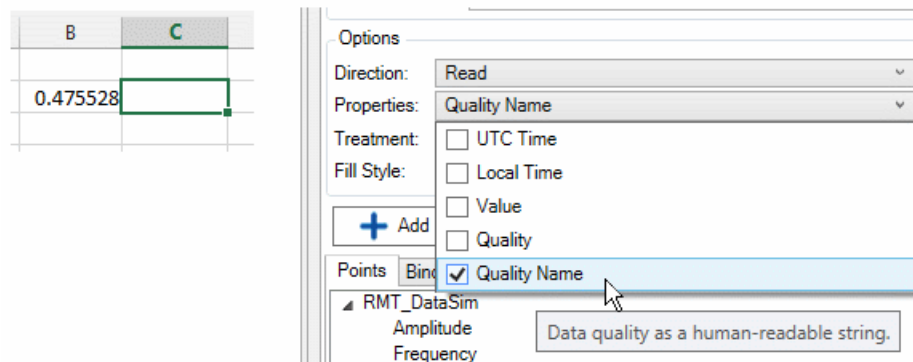 B C
0.475528
Options
Direction: Read
Properties: Quality Name
Treatment: UTC Time
Local Time
Fill Style:
Value
Add
Quality
Points Quality Name
RMT_DataSim
Amplitude
Data quality as a human-readable string.
Frequency